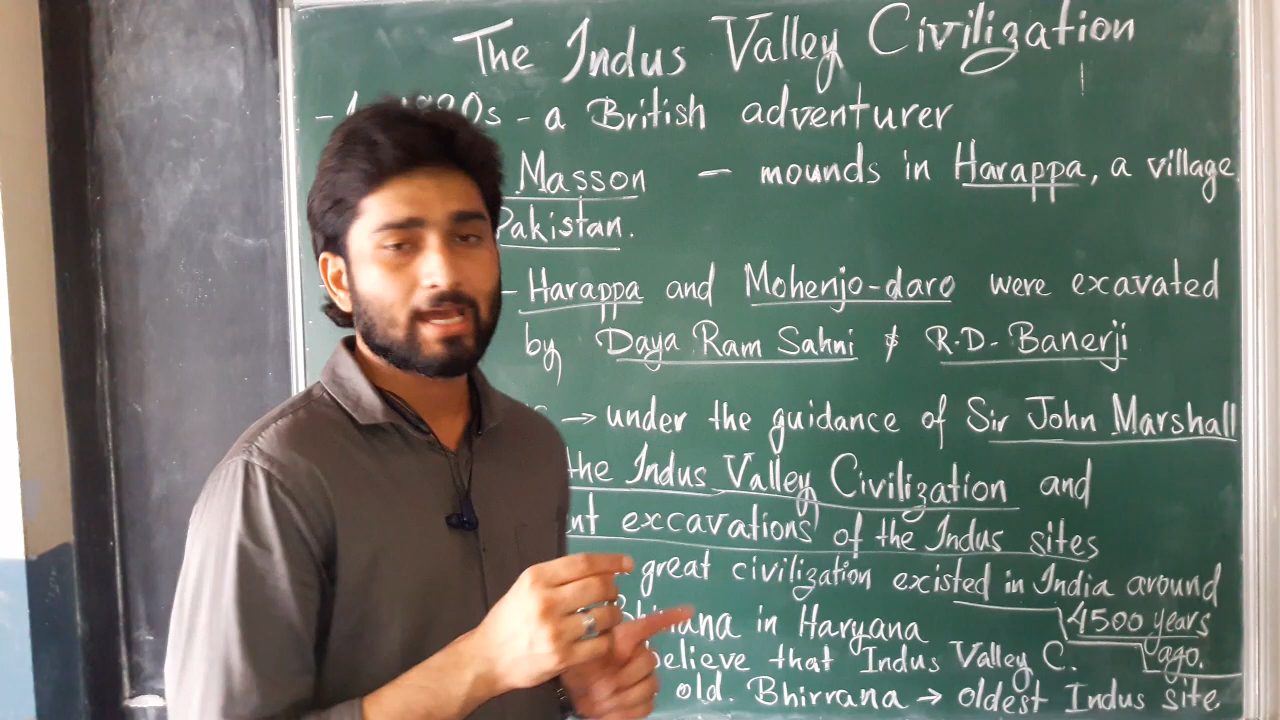 The Indus Valley Civilization
- a British adventurer
Masson — mounds in Harappa, a village,
Pakistan.
- Harappa and Mohenjo-daro were excavated
by Daya Ram Sahni & R.D. Banerji
→ under the guidance of Sir John Marshall
the Indus Valley Civilization and
excavations of the Indus sites
great civilization existed in India around
4500 years
ago.
in Haryana
believe that Indus Valley C.
old. Bhirrana → oldest Indus site.